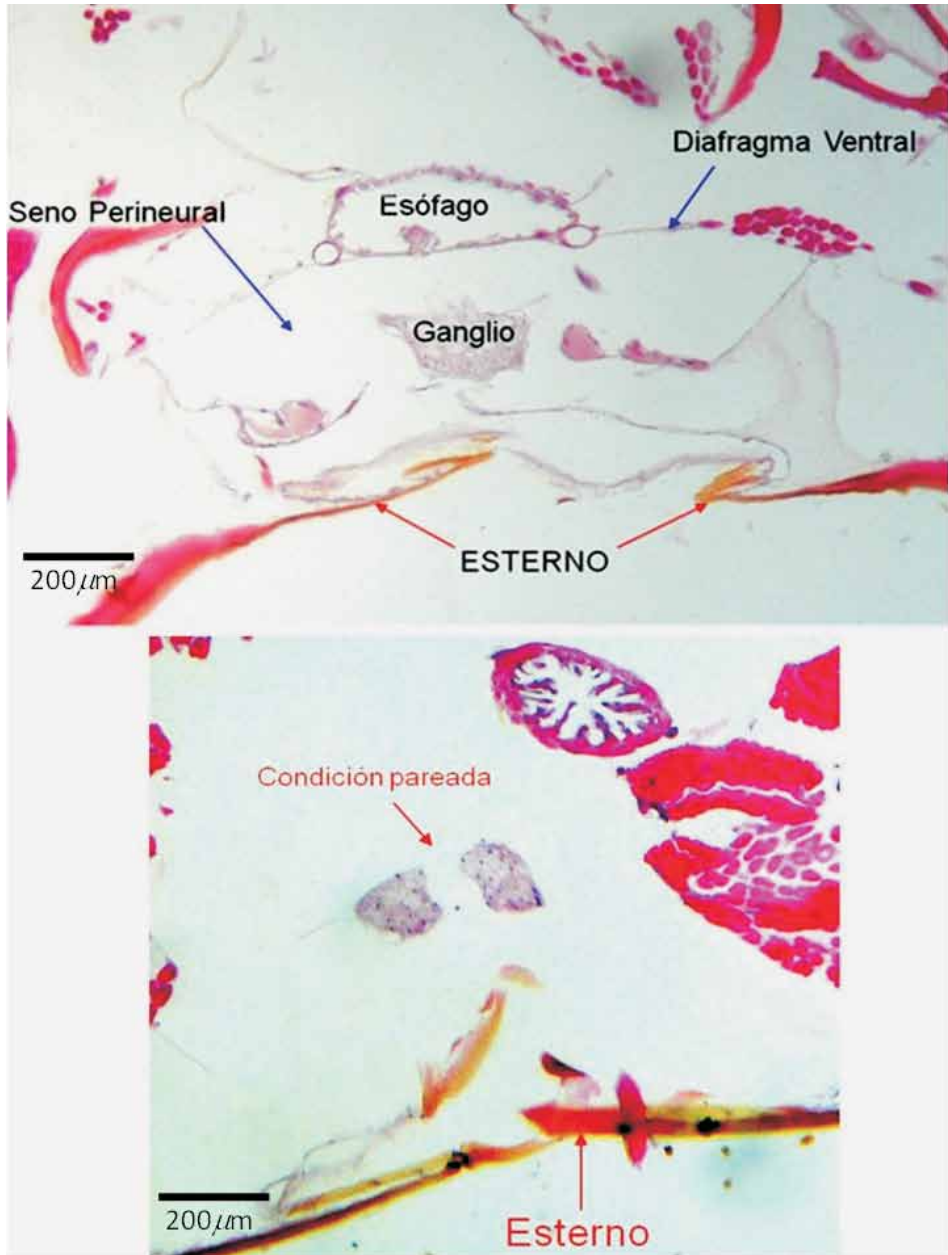 Diafragma Ventral
Seno Perineural
Esófago
Ganglio
ESTERNO
200μm
Condición pareada
200μm
Esterno